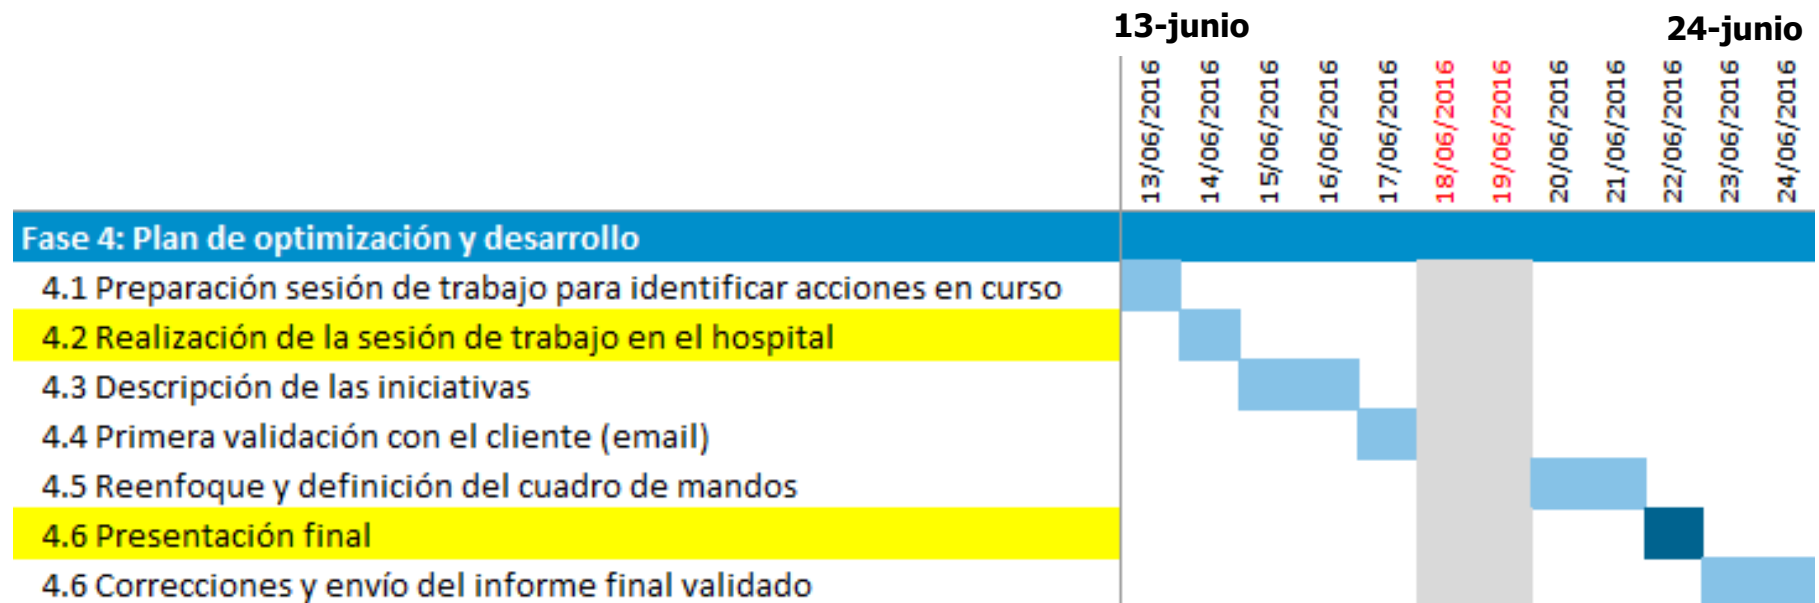 13-junio 24-junio
13/06/2016 14/06/2016 15/06/2016 16/06/2016 17/06/2016 18/06/2016 19/06/2016 20/06/2016 21/06/2016 22/06/2016 23/06/2016 24/06/2016
Fase 4: Plan de optimización y desarrollo
4.1 Preparación sesión de trabajo para identificar acciones en curso
4.2 Realización de la sesión de trabajo en el hospital
4.3 Descripción de las iniciativas
4.4 Primera validación con el cliente (email)
4.5 Reenfoque y definición del cuadro de mandos
4.6 Presentación final
4.6 Correcciones y envío del informe final validado